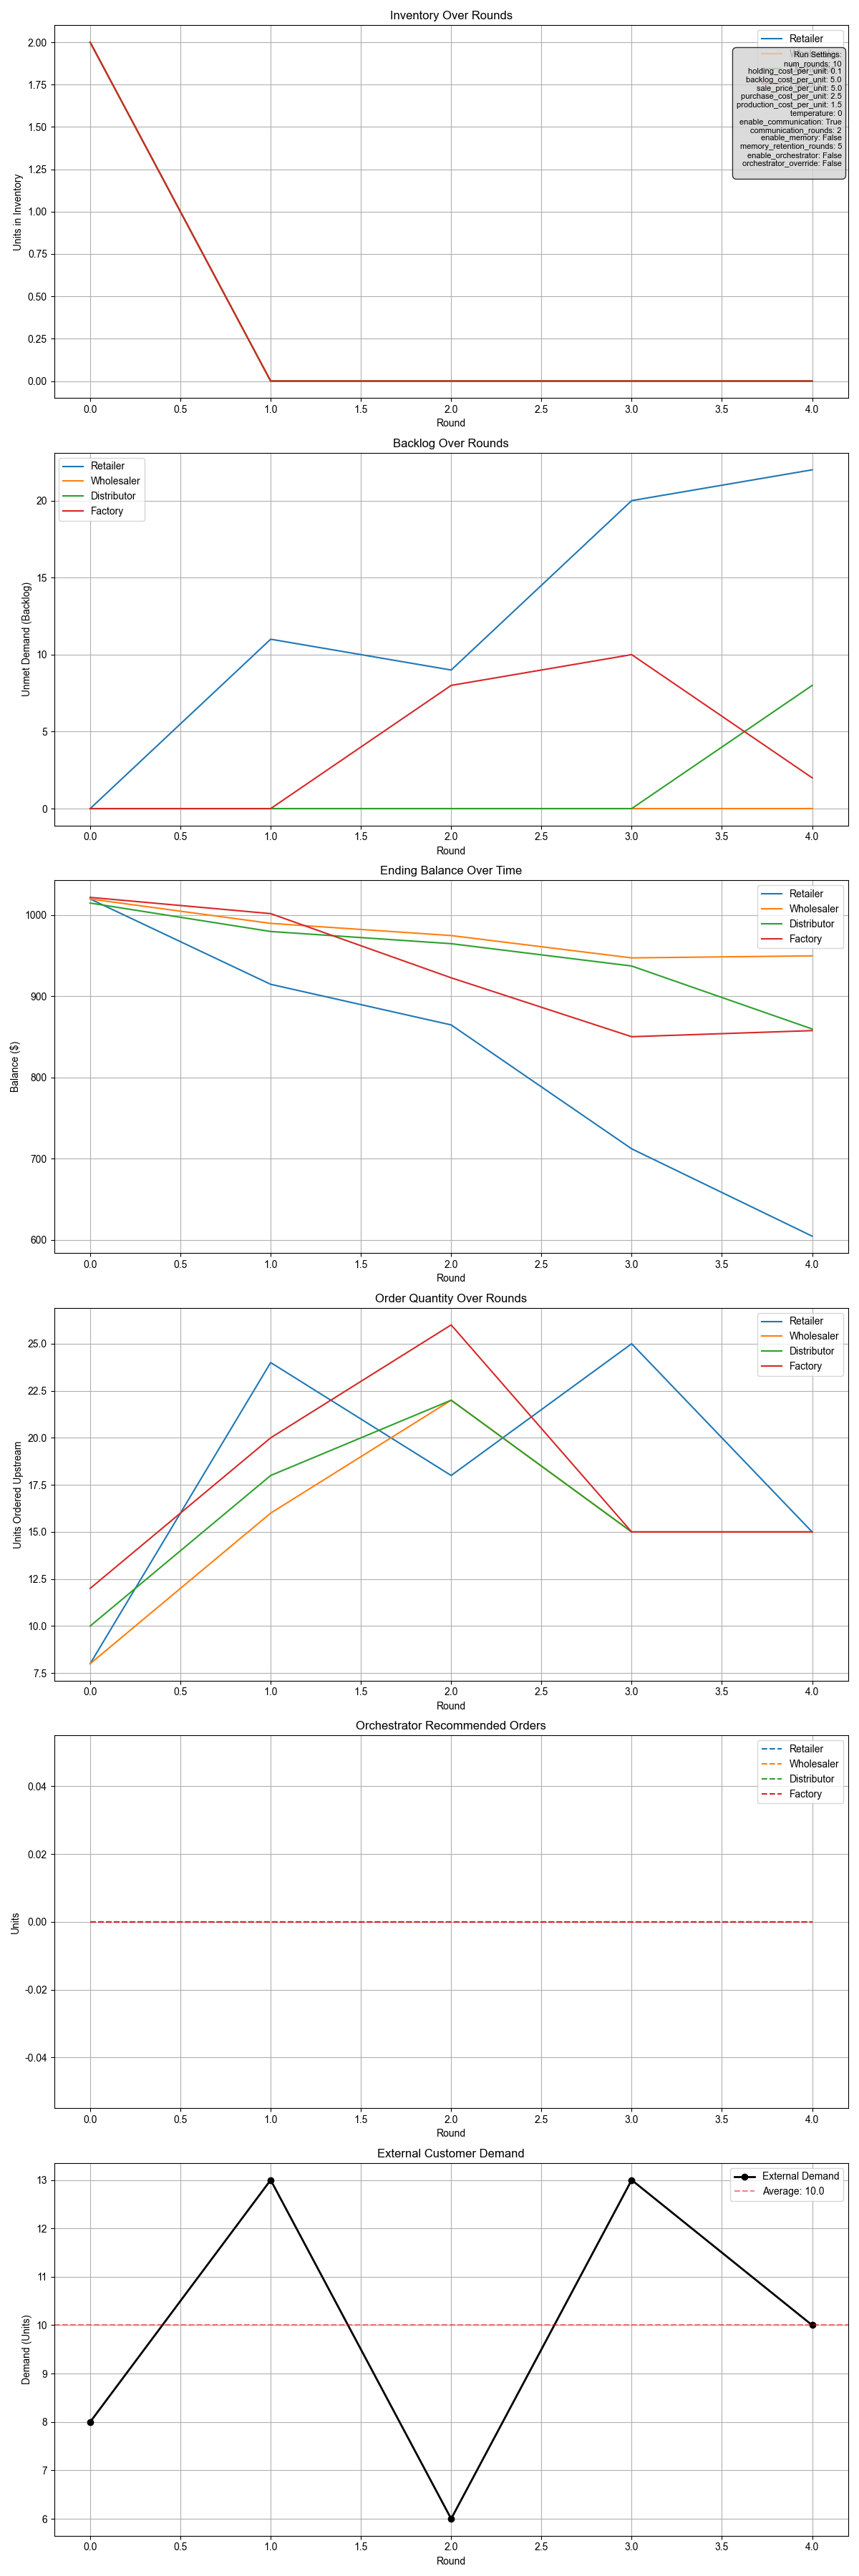 Inventory Over Rounds
Units in Inventory
2.00
1.75
1.50
1.25
1.00
0.75
0.50
0.25
0.00
Retailer
Run Settings:
num_rounds: 10
holding_cost_per_unit: 0.1
backlog_cost_per_unit: 5.0
sale_price_per_unit: 5.0
purchase_cost_per_unit: 2.5
production_cost_per_unit: 1.5
temperature: 0
enable_communication: True
communication_rounds: 2
enable_memory: False
memory_retention_rounds: 5
enable_orchestrator: False
orchestrator_override: False
0.0 0.5 1.0 1.5 2.0 2.5 3.0 3.5 4.0
Round
Backlog Over Rounds
Unmet Demand (Backlog)
20
15
10
5
0
Retailer
Wholesaler
Distributor
Factory
0.0 0.5 1.0 1.5 2.0 2.5 3.0 3.5 4.0
Round
Ending Balance Over Time
Balance ($)
1000
900
800
700
600
Retailer
Wholesaler
Distributor
Factory
0.0 0.5 1.0 1.5 2.0 2.5 3.0 3.5 4.0
Round
Order Quantity Over Rounds
Units Ordered Upstream
25.0
22.5
20.0
17.5
15.0
12.5
10.0
7.5
Retailer
Wholesaler
Distributor
Factory
0.0 0.5 1.0 1.5 2.0 2.5 3.0 3.5 4.0
Round
Orchestrator Recommended Orders
Units
0.04
0.02
0.00
-0.02
-0.04
Retailer
Wholesaler
Distributor
Factory
0.0 0.5 1.0 1.5 2.0 2.5 3.0 3.5 4.0
Round
External Customer Demand
Demand (Units)
13
12
11
10
9
8
7
6
External Demand
Average: 10.0
0.0 0.5 1.0 1.5 2.0 2.5 3.0 3.5 4.0
Round